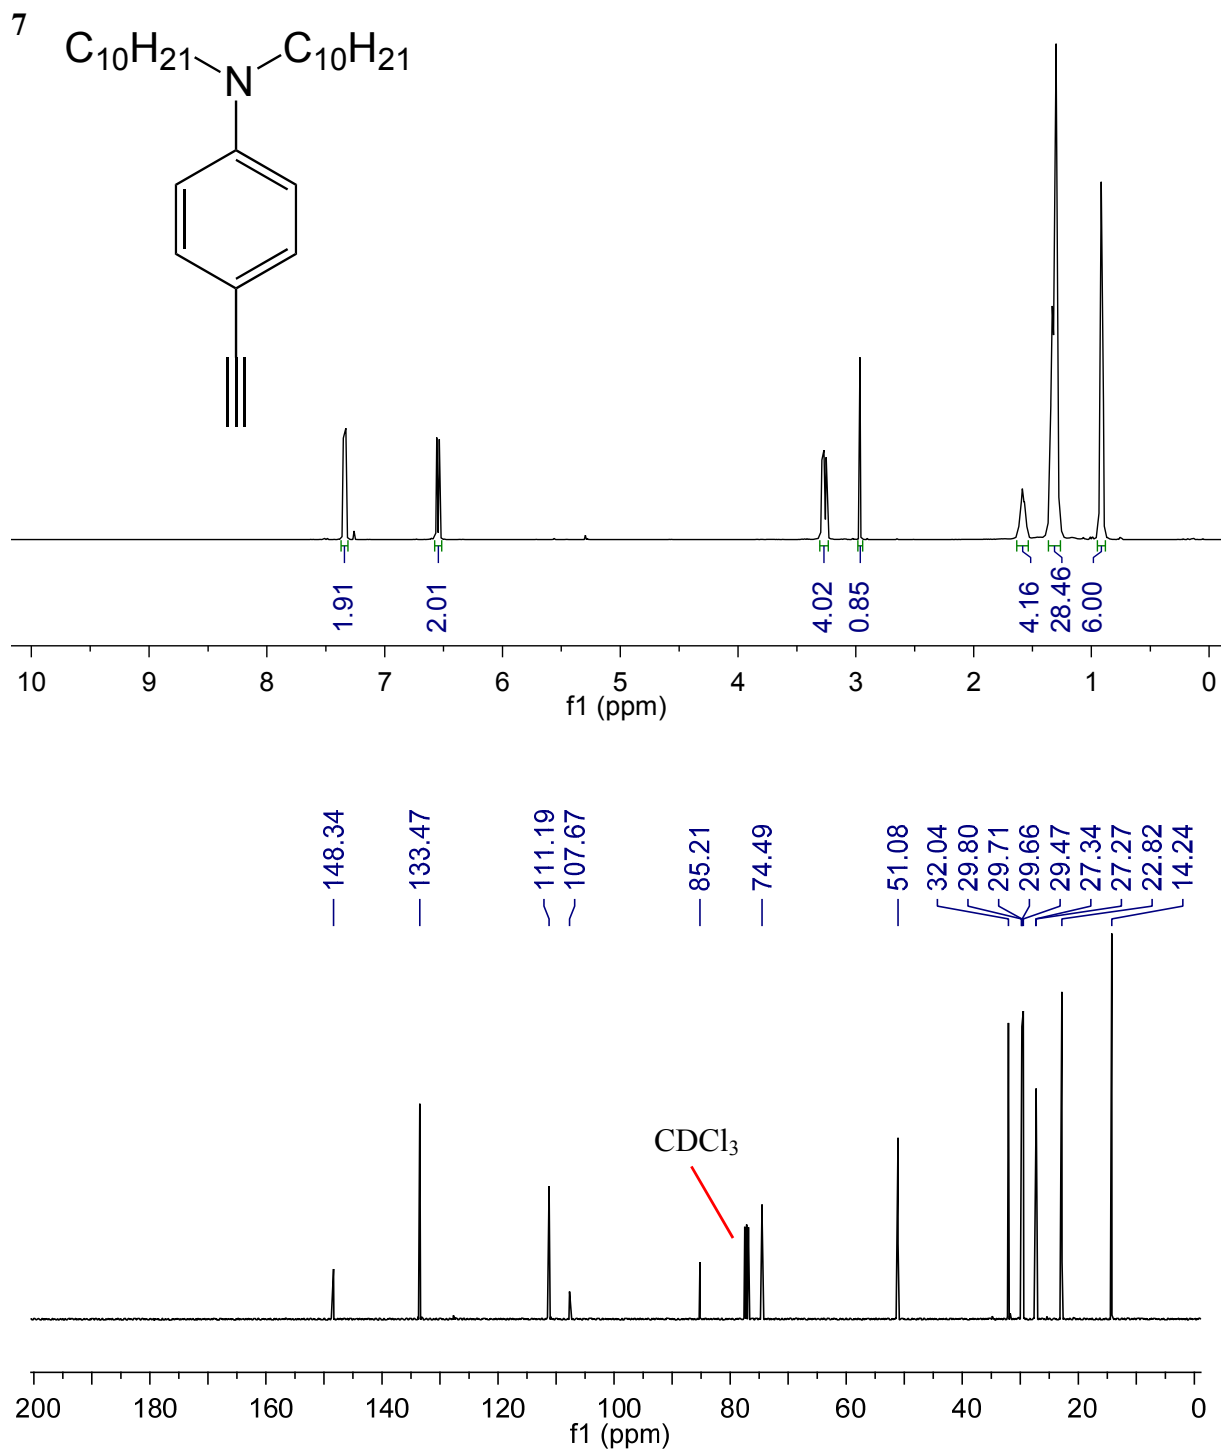 7
C₁₀H₂₁ C₁₀H₂₁
N
1.91 2.01 4.02 0.85 4.16 28.46 6.00
10 9 8 7 6 5 4 3 2 1 0
f1 (ppm)
148.34 133.47 111.19 107.67 85.21 74.49 51.08 32.04 29.80 29.71 29.66 29.47 27.34 27.27 22.82 14.24
CDCl₃
200 180 160 140 120 100 80 60 40 20 0
f1 (ppm)